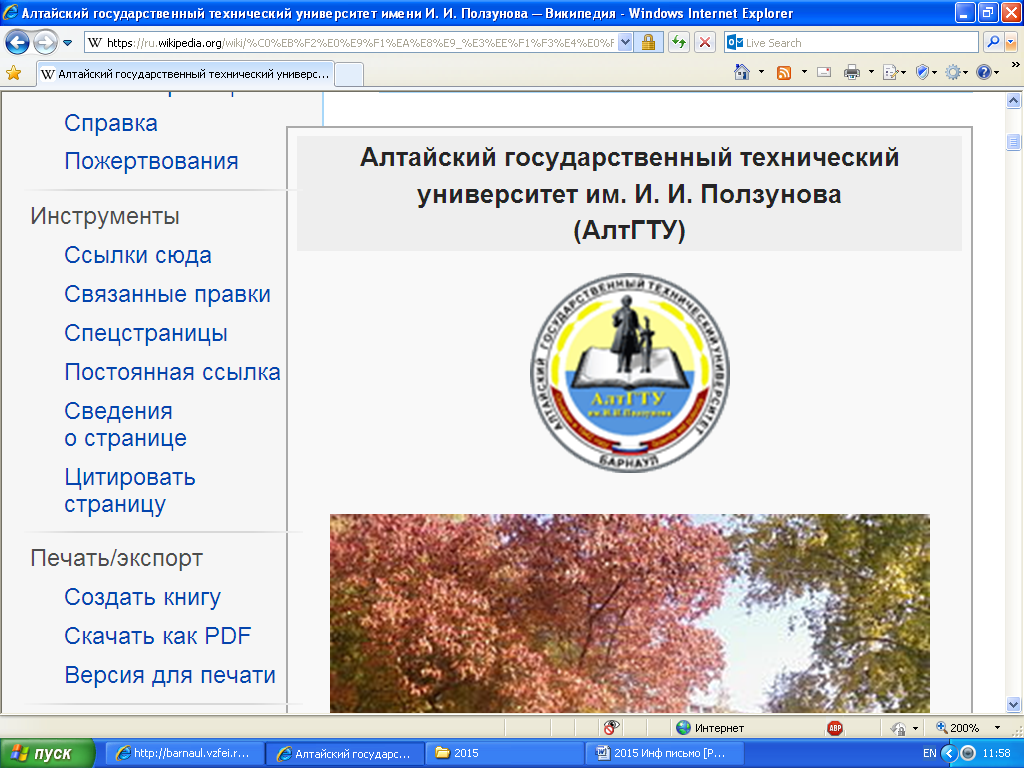 Алтайский государственный технический университет имени И. И. Ползунова — Википедия - Windows Internet Explorer
https://ru.wikipedia.org/wiki/%C0%EB%F2%E0%E9%F1%EA%E8%E9_%E3%EE%F1%F3%E4%E0%F
Live Search
Алтайский государственный технический универс...
Справка
Пожертвования
Инструменты
Ссылки сюда
Связанные правки
Спецстраницы
Постоянная ссылка
Сведения
о странице
Цитировать
страницу
Печать/экспорт
Создать книгу
Скачать как PDF
Версия для печати
Алтайский государственный технический
университет им. И. И. Ползунова
(АлтГТУ)
АЛТАЙСКИЙ ГОСУДАРСТВЕННЫЙ ТЕХНИЧЕСКИЙ УНИВЕРСИТЕТ
АлтГТУ
им.И.И.Ползунова
БАРНАУЛ
Интернет
ABP
200%
пуск
http://barnaul.vzfei.r...
Алтайский государс...
2015
2015 Инф письмо [Р...
EN
11:58